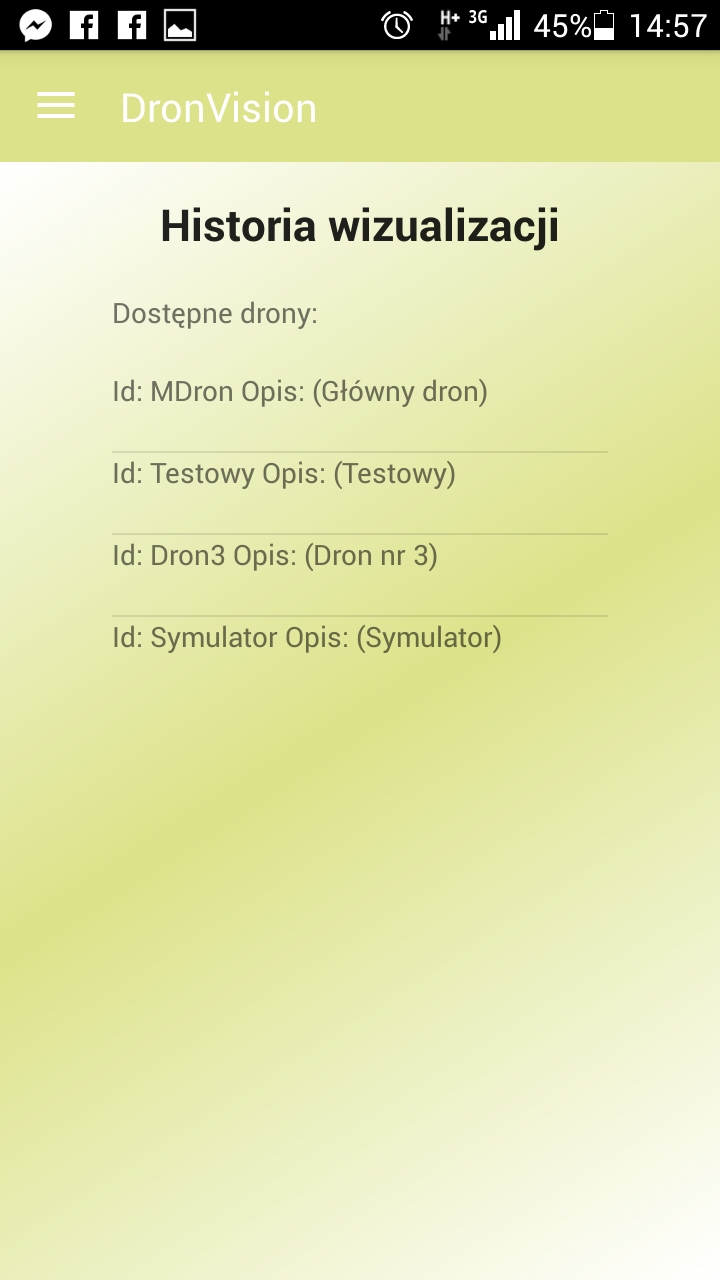 H+ 3G 45% 14:57
DronVision
Historia wizualizacji
Dostępne drony:
Id: MDron Opis: (Główny dron)
Id: Testowy Opis: (Testowy)
Id: Dron3 Opis: (Dron nr 3)
Id: Symulator Opis: (Symulator)